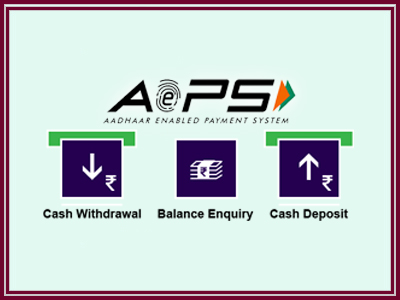 AePS
AADHAAR ENABLED PAYMENT SYSTEM
₹
₹
₹
Cash Withdrawal
Balance Enquiry
Cash Deposit